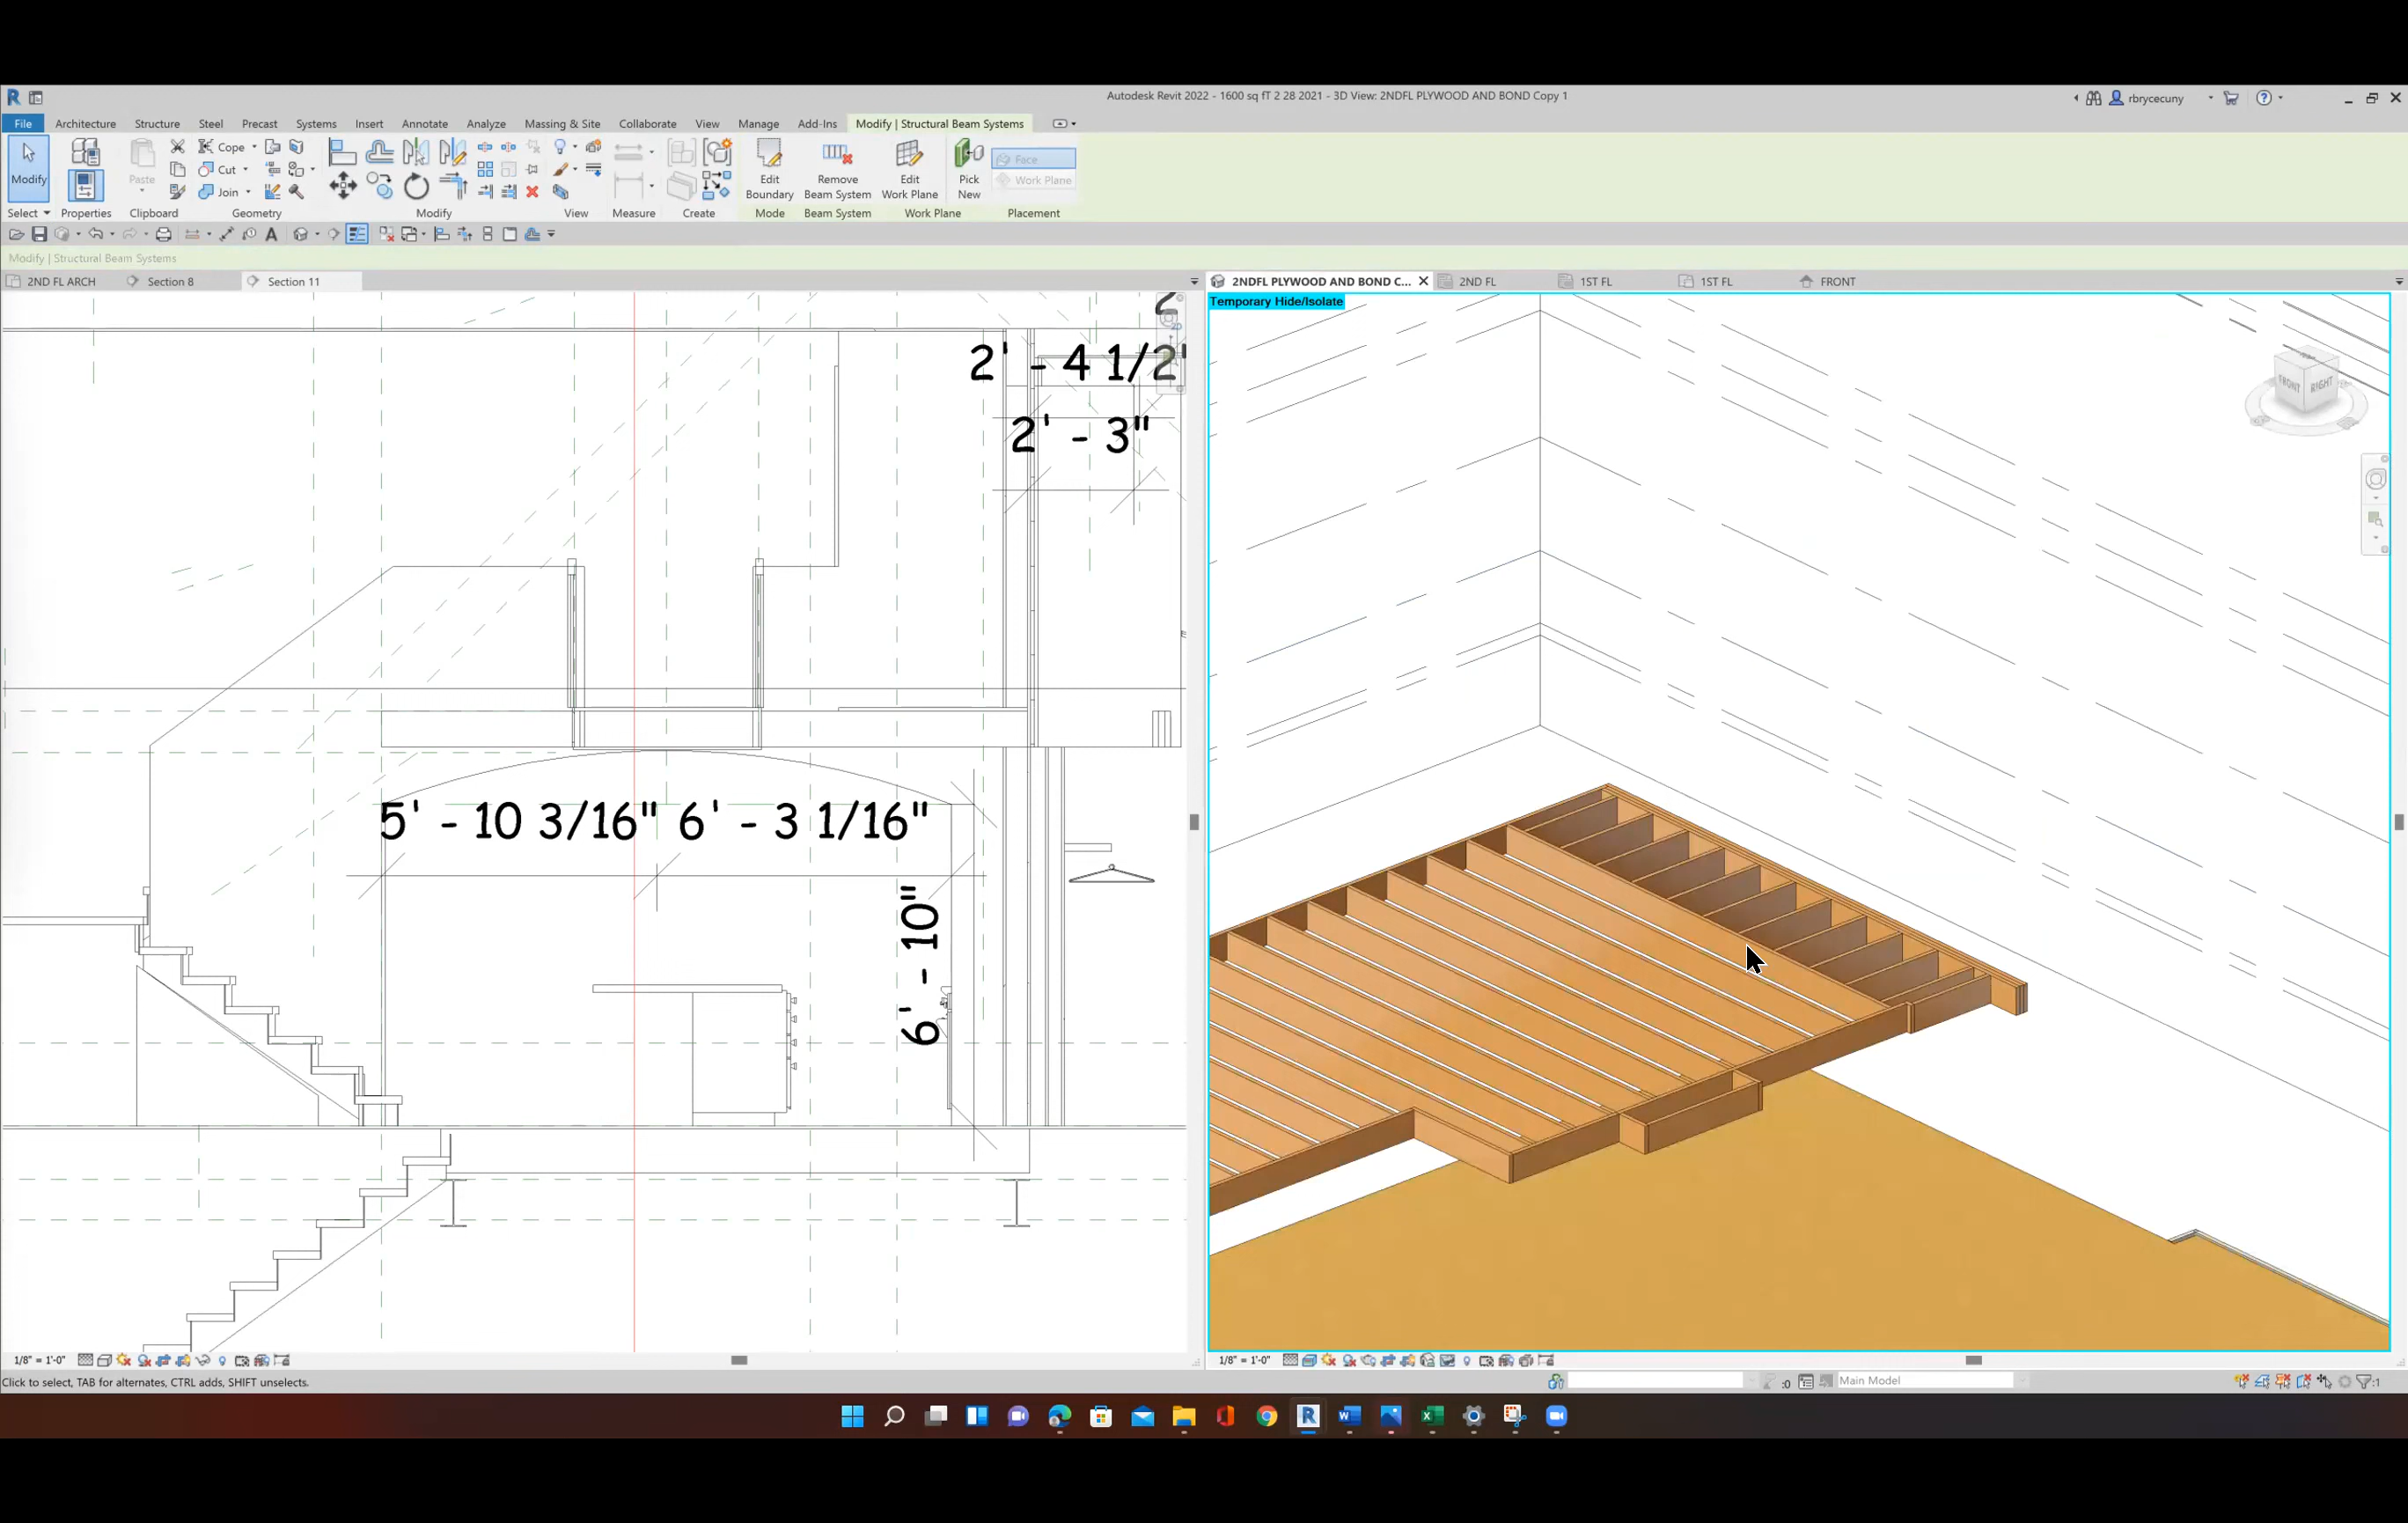 Autodesk Revit 2022 - 1600 sq fT 2 28 2021 - 3D View: 2NDFL PLYWOOD AND BOND Copy 1
rbrycecuny
File Architecture Structure Steel Precast Systems Insert Annotate Analyze Massing & Site Collaborate View Manage Add-Ins Modify | Structural Beam Systems
Cope
Cut
Join
Modify
Paste
Edit
Boundary
Remove
Beam System
Edit
Work Plane
Pick
New
Face
Work Plane
Select Properties Clipboard Geometry Modify View Measure Create Mode Beam System Work Plane Placement
Modify | Structural Beam Systems
2ND FL ARCH Section 8 Section 11
2NDFL PLYWOOD AND BOND C... 2ND FL 1ST FL 1ST FL FRONT
Temporary Hide/Isolate
FRONT RIGHT
2' - 4 1/2"
2' - 3"
5' - 10 3/16" 6' - 3 1/16"
6' - 10"
1/8" = 1'-0"
1/8" = 1'-0"
Click to select, TAB for alternates, CTRL adds, SHIFT unselects.
:0
Main Model
:1